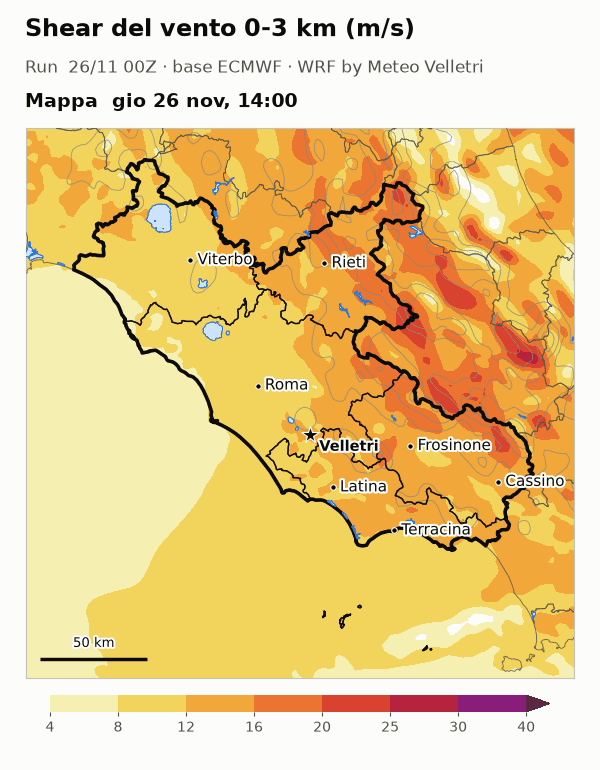 Shear del vento 0-3 km (m/s)
Run  26/11 00Z · base ECMWF · WRF by Meteo Velletri
Mappa  gio 26 nov, 14:00
Viterbo
Rieti
Roma
Velletri
Frosinone
Latina
Cassino
Terracina
50 km
4 8 12 16 20 25 30 40